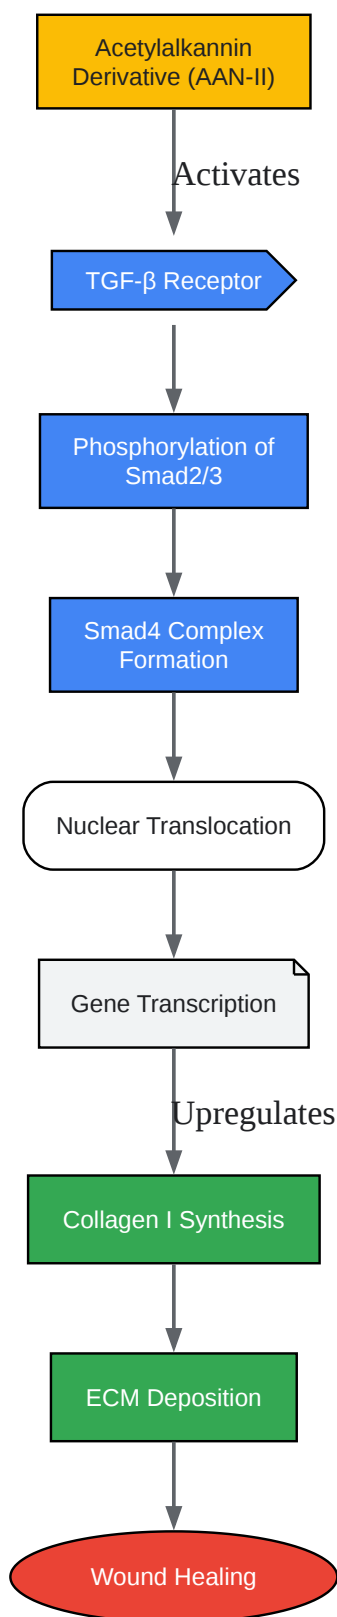 Acetylalkannin
Derivative (AAN-II)
Activates
TGF-β Receptor
Phosphorylation of
Smad2/3
Smad4 Complex
Formation
Nuclear Translocation
Gene Transcription
Upregulates
Collagen I Synthesis
ECM Deposition
Wound Healing